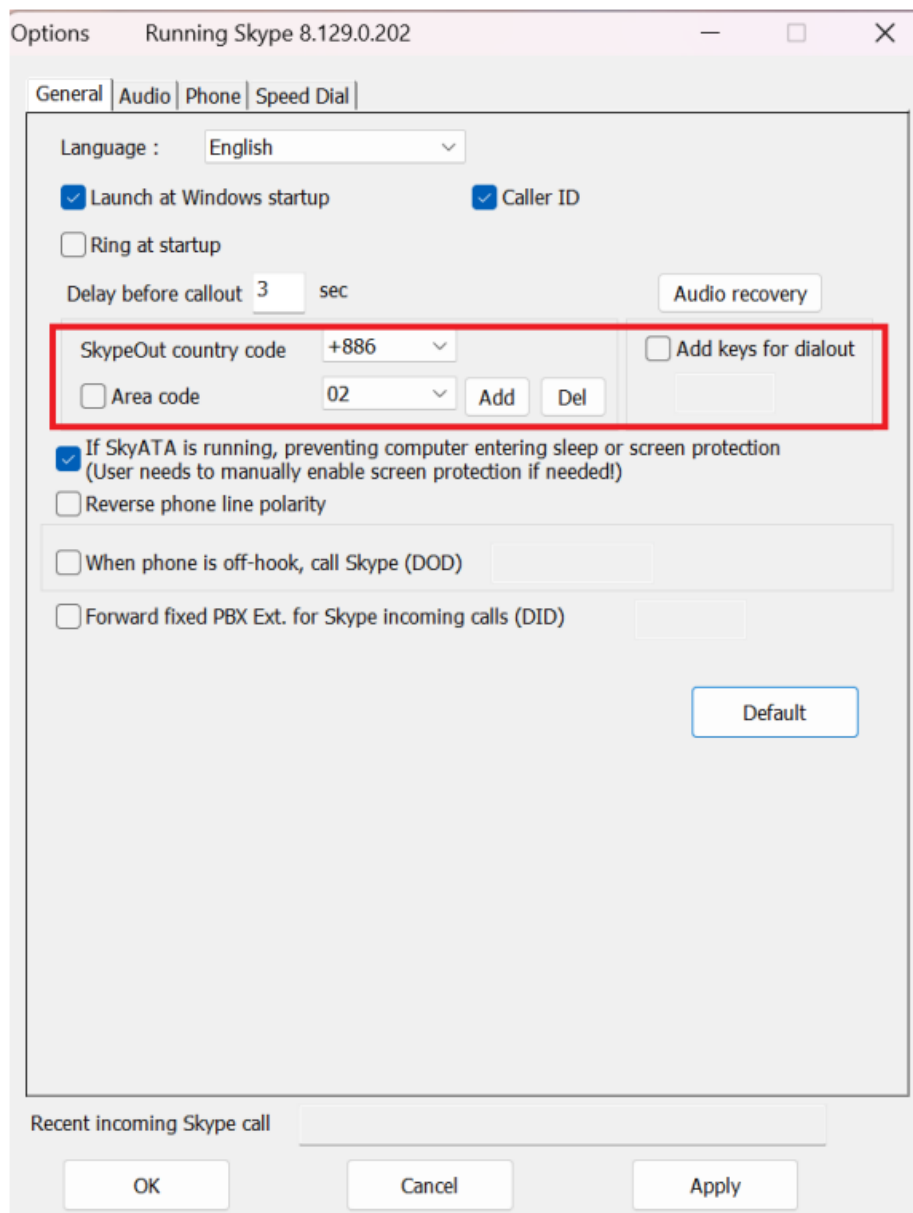 Options Running Skype 8.129.0.202
General Audio Phone Speed Dial
Language : English
Launch at Windows startup Caller ID
Ring at startup
Delay before callout 3 sec Audio recovery
SkypeOut country code +886 Add keys for dialout
Area code 02 Add Del
If SkyATA is running, preventing computer entering sleep or screen protection
(User needs to manually enable screen protection if needed!)
Reverse phone line polarity
When phone is off-hook, call Skype (DOD)
Forward fixed PBX Ext. for Skype incoming calls (DID)
Default
Recent incoming Skype call
OK Cancel Apply